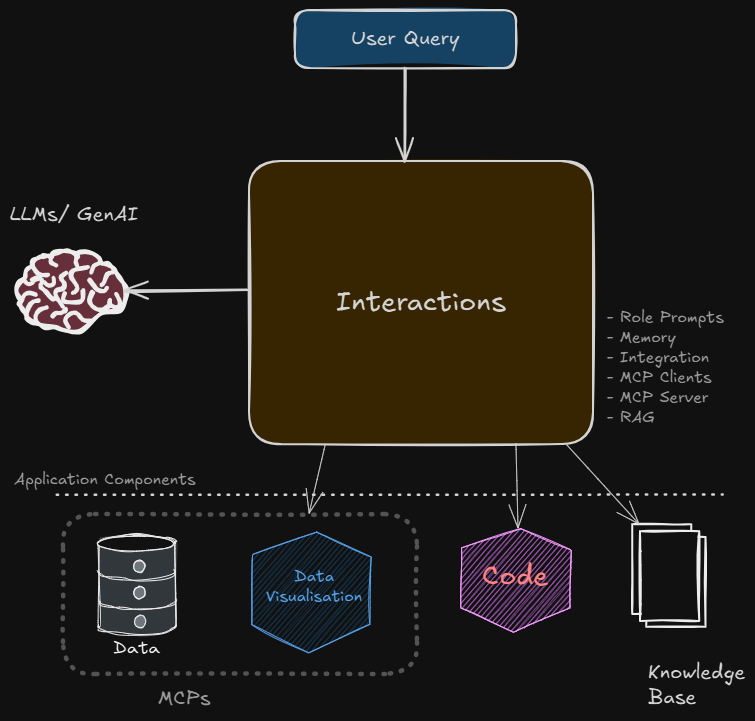 User Query
LLMs/ GenAI
Interactions
- Role Prompts
- Memory
- Integration
- MCP Clients
- MCP Server
- RAG
Application Components
Data
Visualisation
Code
Data
Knowledge
Base
MCPs